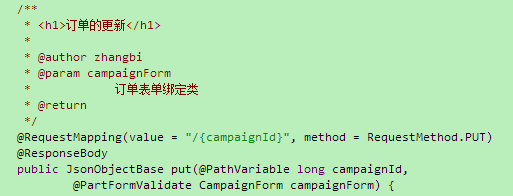 /**
* <h1>订单的更新</h1>
*
* @author zhangbi
* @param campaignForm
* 订单表单绑定类
* @return
*/
@RequestMapping(value = "/{campaignId}", method = RequestMethod.PUT)
@ResponseBody
public JsonObjectBase put(@PathVariable long campaignId,
@PartFormValidate CampaignForm campaignForm) {